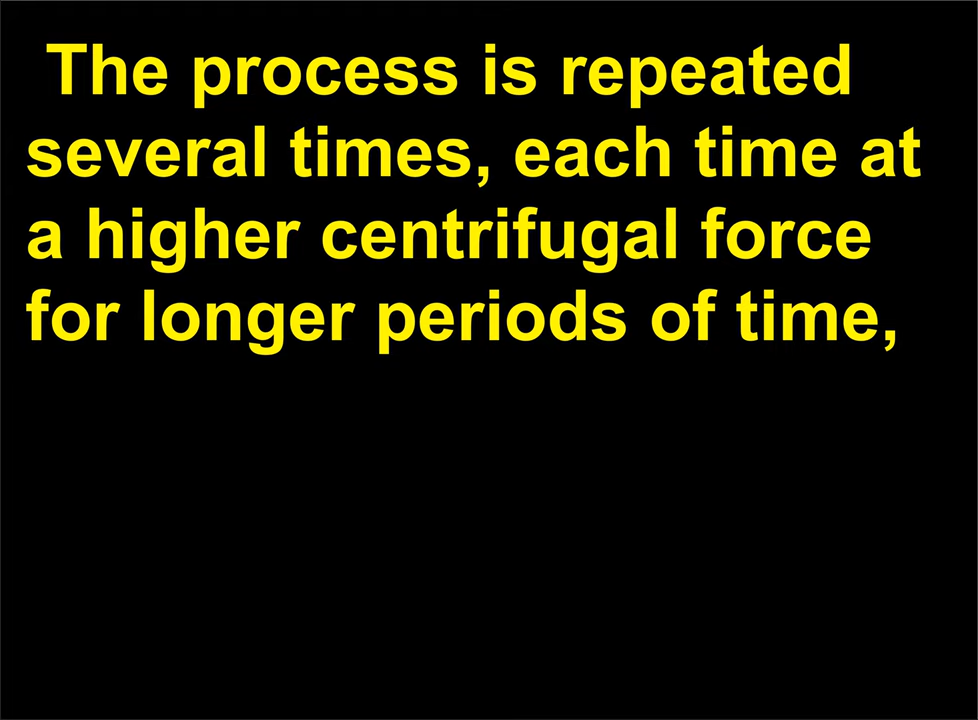 The process is repeated
several times, each time at
a higher centrifugal force
for longer periods of time,